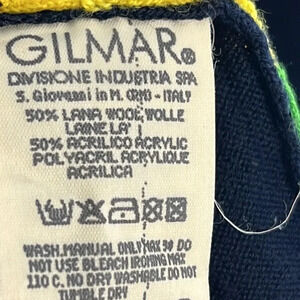 GILMAR®
DIVISIONE INDUSTRIA SPA
S. Giovanni in M. (RN) - ITALY
50% LANA WOOL WOLLE
LAINE LA
50% ACRILICO ACRYLIC
POLYACRIL ACRYLIQUE
ACRILICA
WASH.MANUAL ONLY MAX 30 DO
NOT USE BLEACH IRONING MAX
110 C. NO DRY WASHABLE DO NOT
TUMBLE DRY